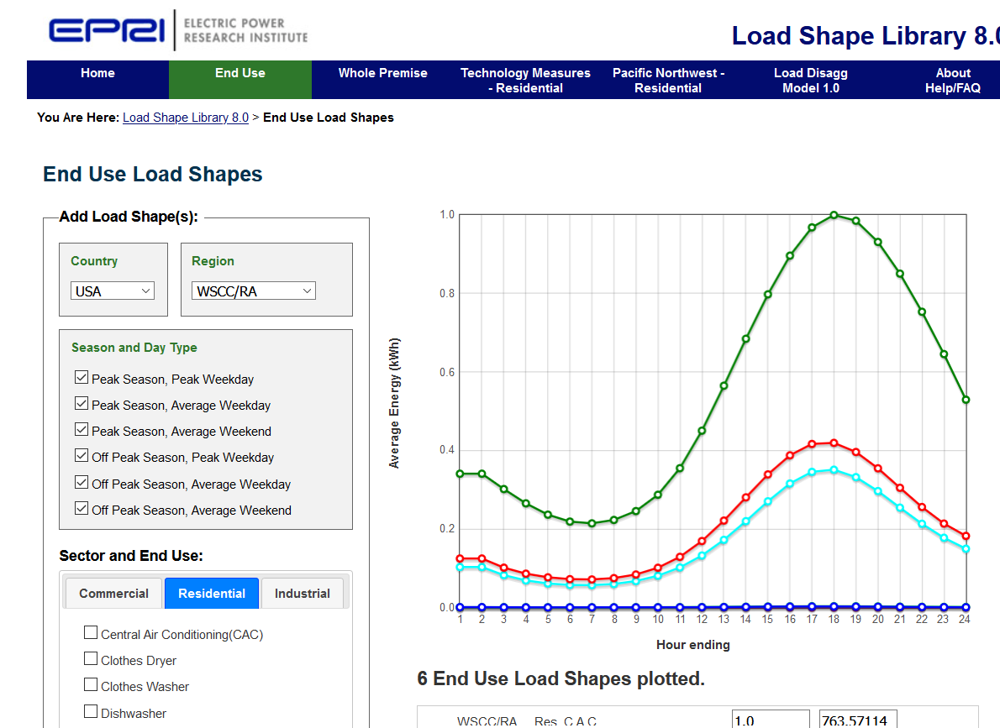 EPRI ELECTRIC POWER
RESEARCH INSTITUTE
Load Shape Library 8.0
Home
End Use
Whole Premise
Technology Measures
- Residential
Pacific Northwest -
Residential
Load Disagg
Model 1.0
About
Help/FAQ
You Are Here: Load Shape Library 8.0 > End Use Load Shapes
End Use Load Shapes
Add Load Shape(s):
Country
USA
Region
WSCC/RA
Season and Day Type
Peak Season, Peak Weekday
Peak Season, Average Weekday
Peak Season, Average Weekend
Off Peak Season, Peak Weekday
Off Peak Season, Average Weekday
Off Peak Season, Average Weekend
Sector and End Use:
Commercial Residential Industrial
Central Air Conditioning(CAC)
Clothes Dryer
Clothes Washer
Dishwasher
Average Energy (kWh)
1.0
0.8
0.6
0.4
0.2
0.0
1 2 3 4 5 6 7 8 9 10 11 12 13 14 15 16 17 18 19 20 21 22 23 24
Hour ending
6 End Use Load Shapes plotted.
WSCC/RA Res C A C 1.0 763.57114